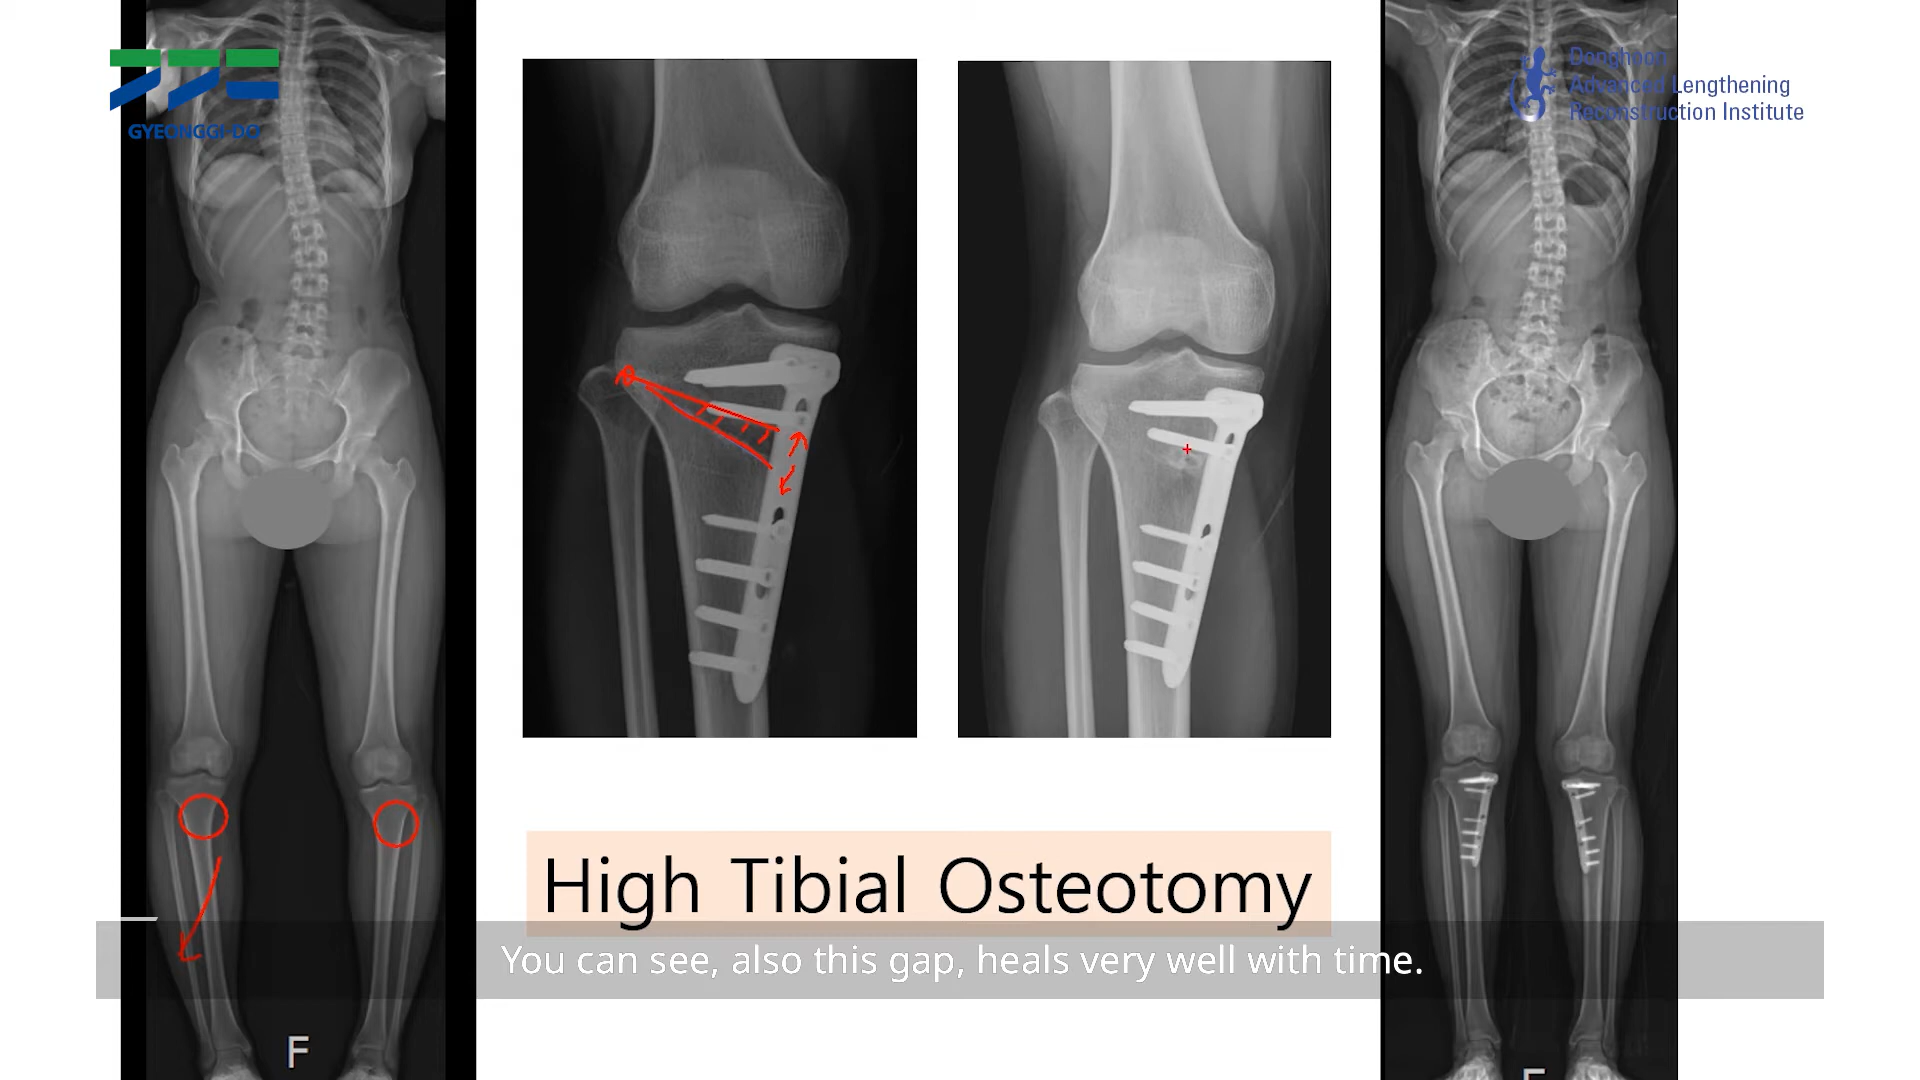 GYEONGGI-DO
Donghoon
Advanced Lengthening
Reconstruction Institute
High Tibial Osteotomy
You can see, also this gap, heals very well with time.
F
F